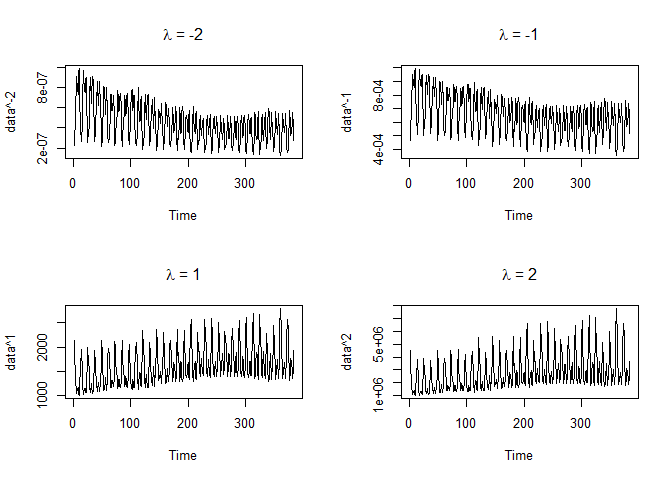 λ = -2
data^-2
8e-07
2e-07
0 100 200 300
Time
λ = -1
data^-1
8e-04
4e-04
0 100 200 300
Time
λ = 1
data^1
2000
1000
0 100 200 300
Time
λ = 2
data^2
5e+06
1e+06
0 100 200 300
Time